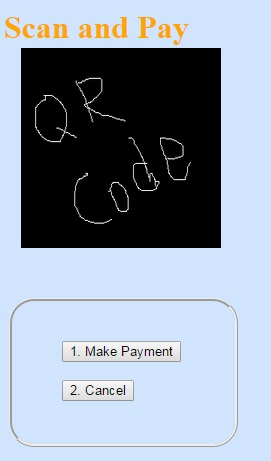 Scan and Pay
QR
Code
1. Make Payment
2. Cancel